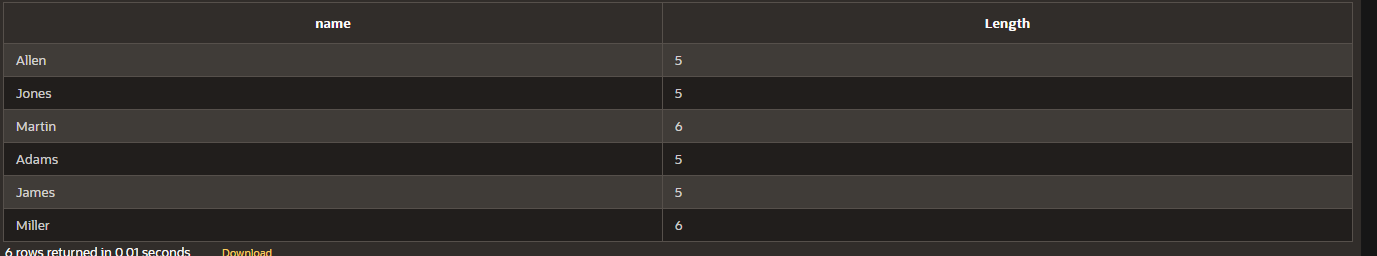 name Length
Allen 5
Jones 5
Martin 6
Adams 5
James 5
Miller 6
6 rows returned in 0.01 seconds Download